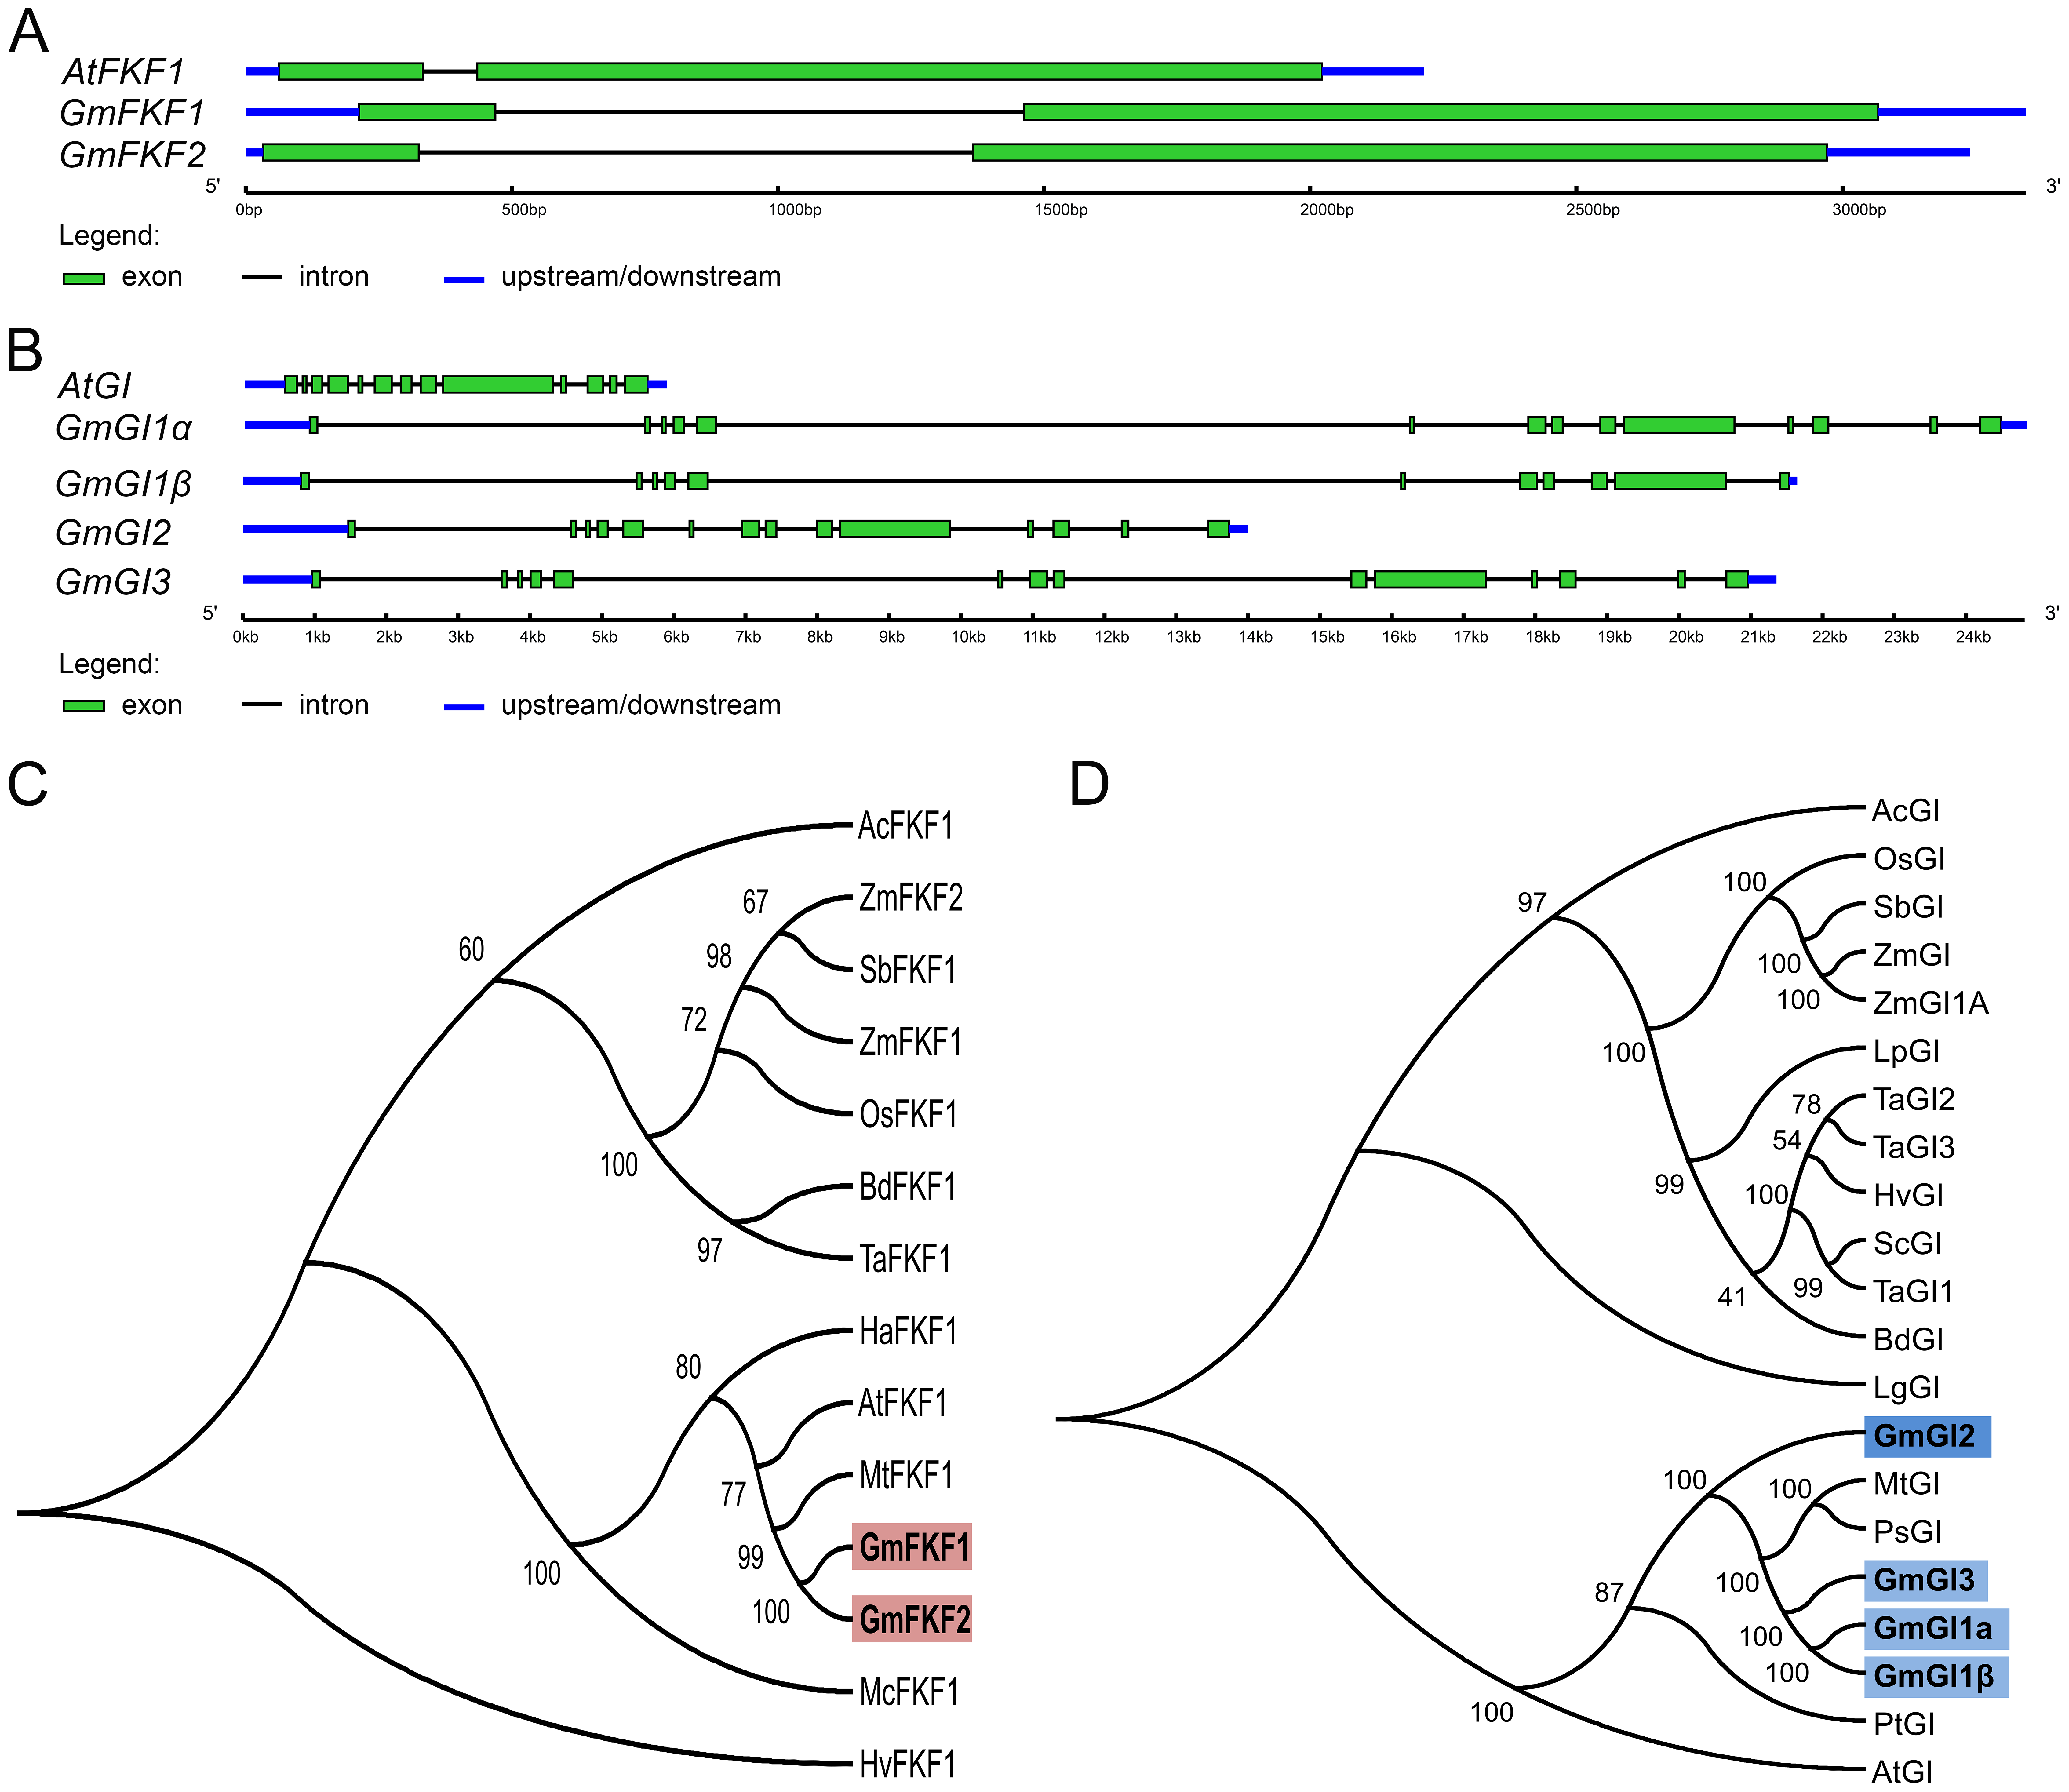 A
AtFKF1
GmFKF1
GmFKF2
5' 3'
0bp 500bp 1000bp 1500bp 2000bp 2500bp 3000bp
Legend:
exon intron upstream/downstream
B
AtGI
GmGI1α
GmGI1β
GmGI2
GmGI3
5' 3'
0kb 1kb 2kb 3kb 4kb 5kb 6kb 7kb 8kb 9kb 10kb 11kb 12kb 13kb 14kb 15kb 16kb 17kb 18kb 19kb 20kb 21kb 22kb 23kb 24kb
Legend:
exon intron upstream/downstream
C
AcFKF1
67 ZmFKF2
60
98 SbFKF1
72 ZmFKF1
OsFKF1
100
BdFKF1
97 TaFKF1
HaFKF1
80
AtFKF1
77 MtFKF1
99 GmFKF1
100 GmFKF2
100
McFKF1
HvFKF1
D
AcGI
OsGI
100
97 SbGI
100 ZmGI
100 ZmGI1A
100 LpGI
78 TaGI2
54 TaGI3
99 100 HvGI
ScGI
41 99 TaGI1
BdGI
LgGI
GmGI2
100 100 MtGI
PsGI
87 100 GmGI3
100 GmGI1a
100 GmGI1β
100 PtGI
AtGI